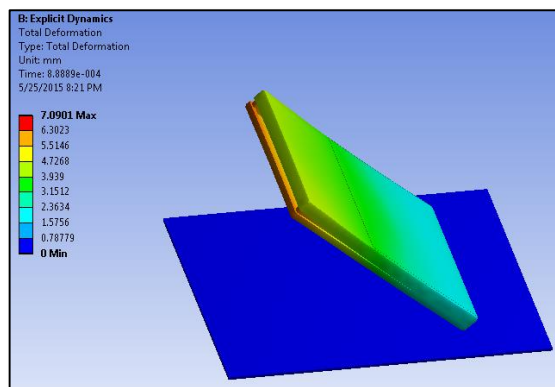 B: Explicit Dynamics
Total Deformation
Type: Total Deformation
Unit: mm
Time: 8.8889e-004
5/25/2015 8:21 PM
7.0901 Max
6.3023
5.5146
4.7268
3.939
3.1512
2.3634
1.5756
0.78779
0 Min